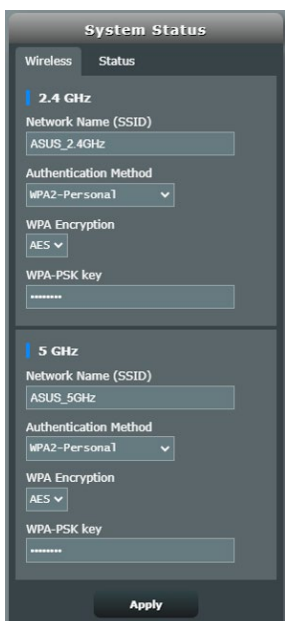 System Status
Wireless Status
2.4 GHz
Network Name (SSID)
ASUS_2.4GHz
Authentication Method
WPA2-Personal
WPA Encryption
AES
WPA-PSK key
••••••••
5 GHz
Network Name (SSID)
ASUS_5GHz
Authentication Method
WPA2-Personal
WPA Encryption
AES
WPA-PSK key
••••••••
Apply